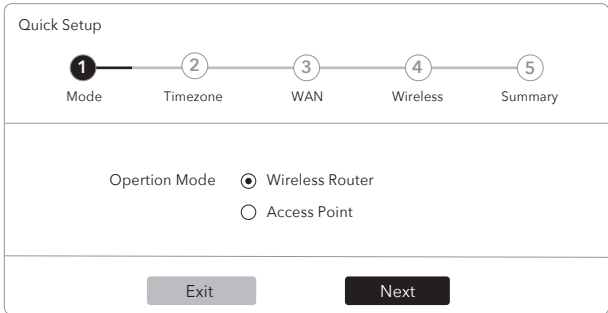 Quick Setup
1 2 3 4 5
Mode Timezone WAN Wireless Summary
Opertion Mode Wireless Router
Access Point
Exit Next